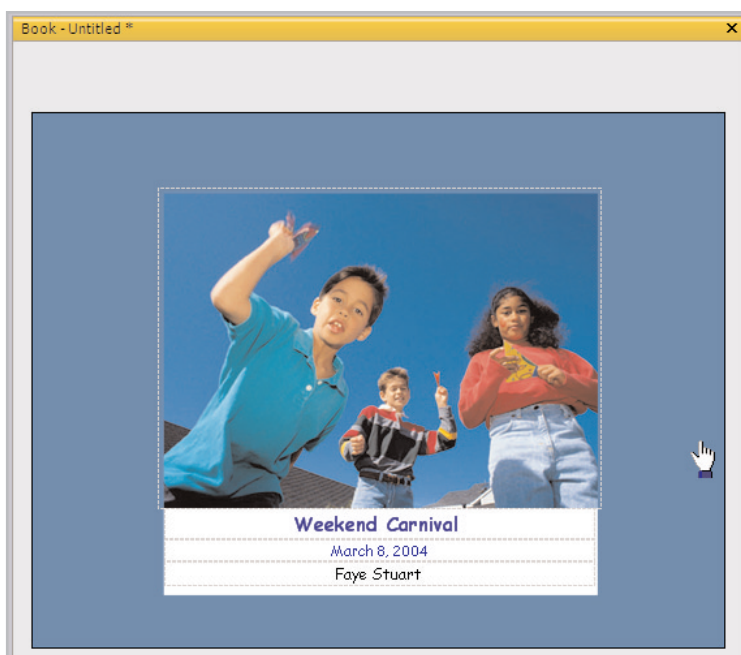 Book - Untitled *
Weekend Carnival
March 8, 2004
Faye Stuart